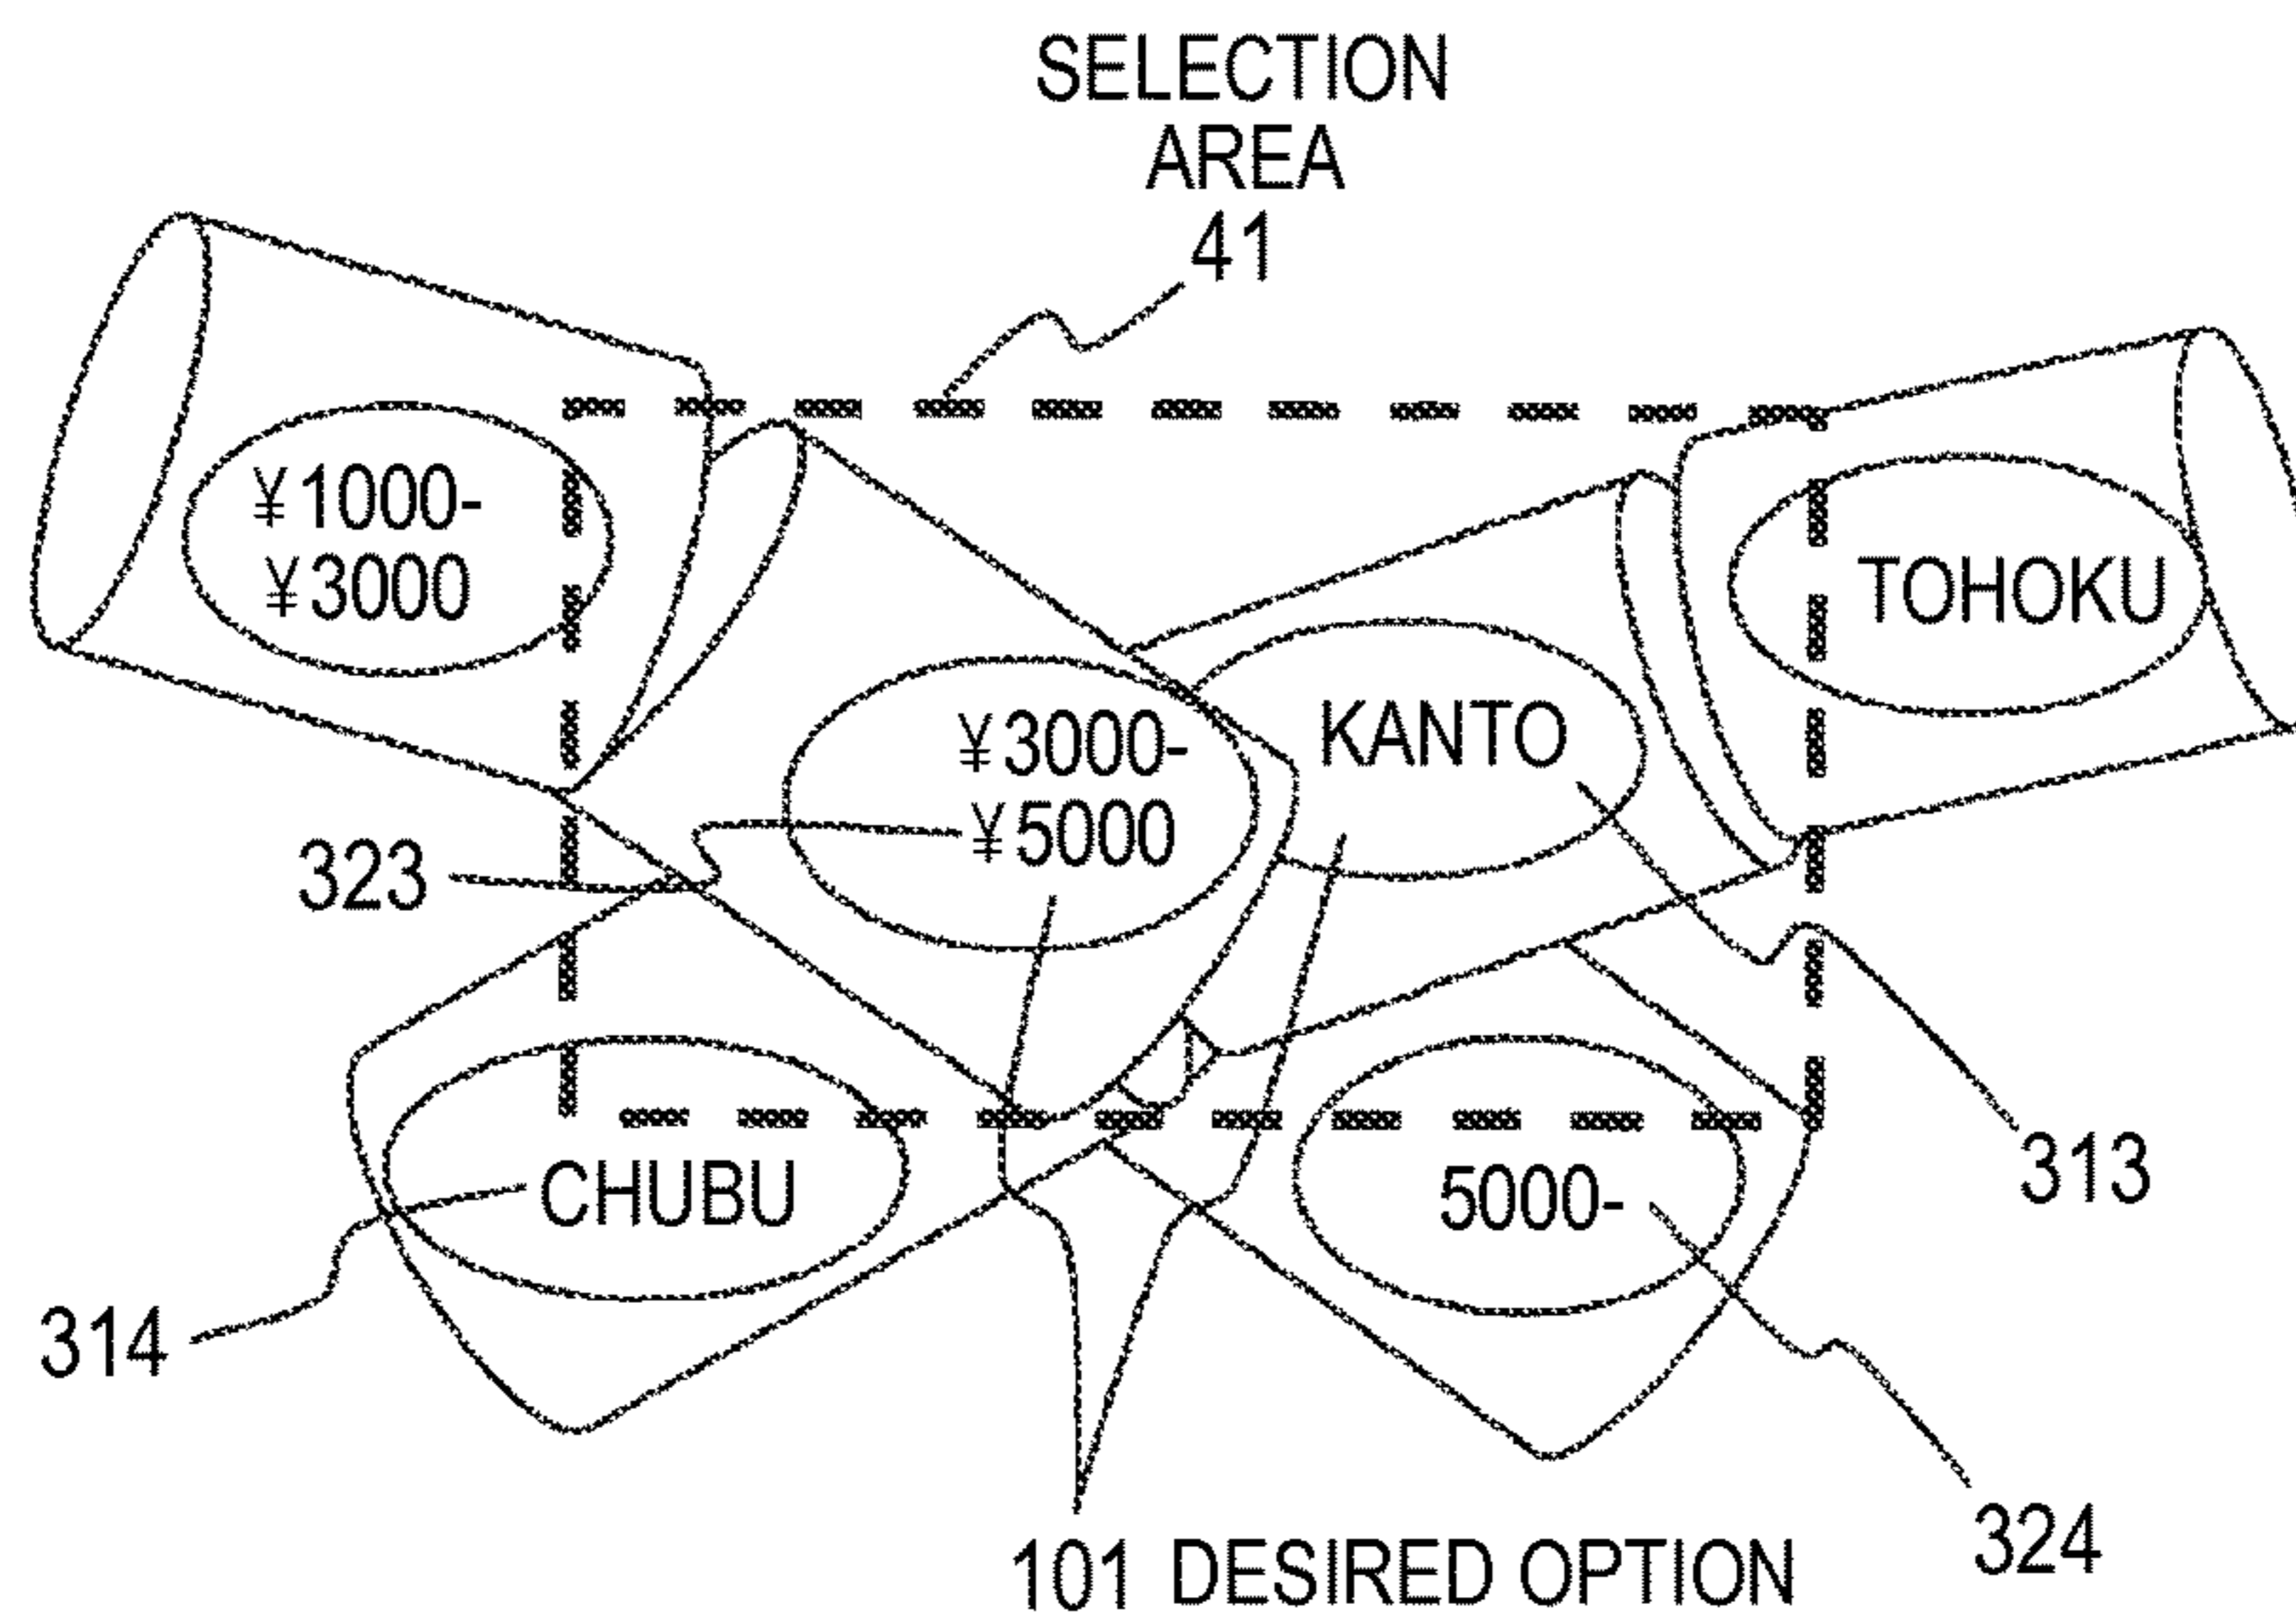 SELECTION
AREA
41
¥1000-
¥3000
TOHOKU
¥3000-
¥5000
KANTO
323
CHUBU
5000-
313
314
324
101 DESIRED OPTION